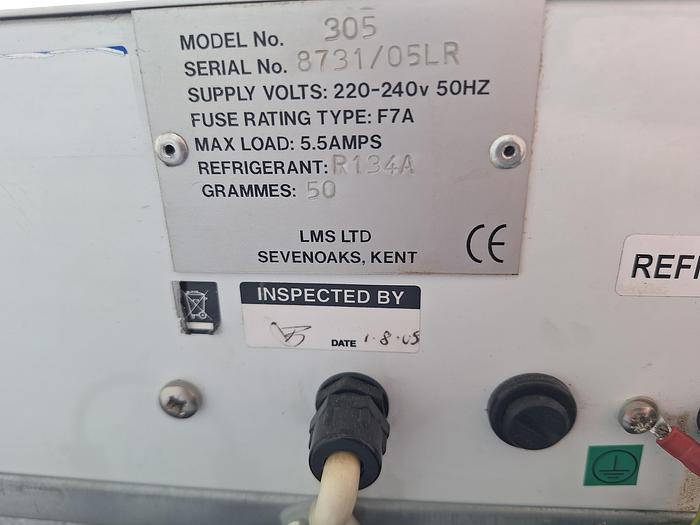 MODEL No. 305
SERIAL No. 8731/05LR
SUPPLY VOLTS: 220-240v 50HZ
FUSE RATING TYPE: F7A
MAX LOAD: 5.5AMPS
REFRIGERANT: R134A
GRAMMES: 50
LMS LTD
SEVENOAKS, KENT
CE
REFI
INSPECTED BY
DATE 1-8-05